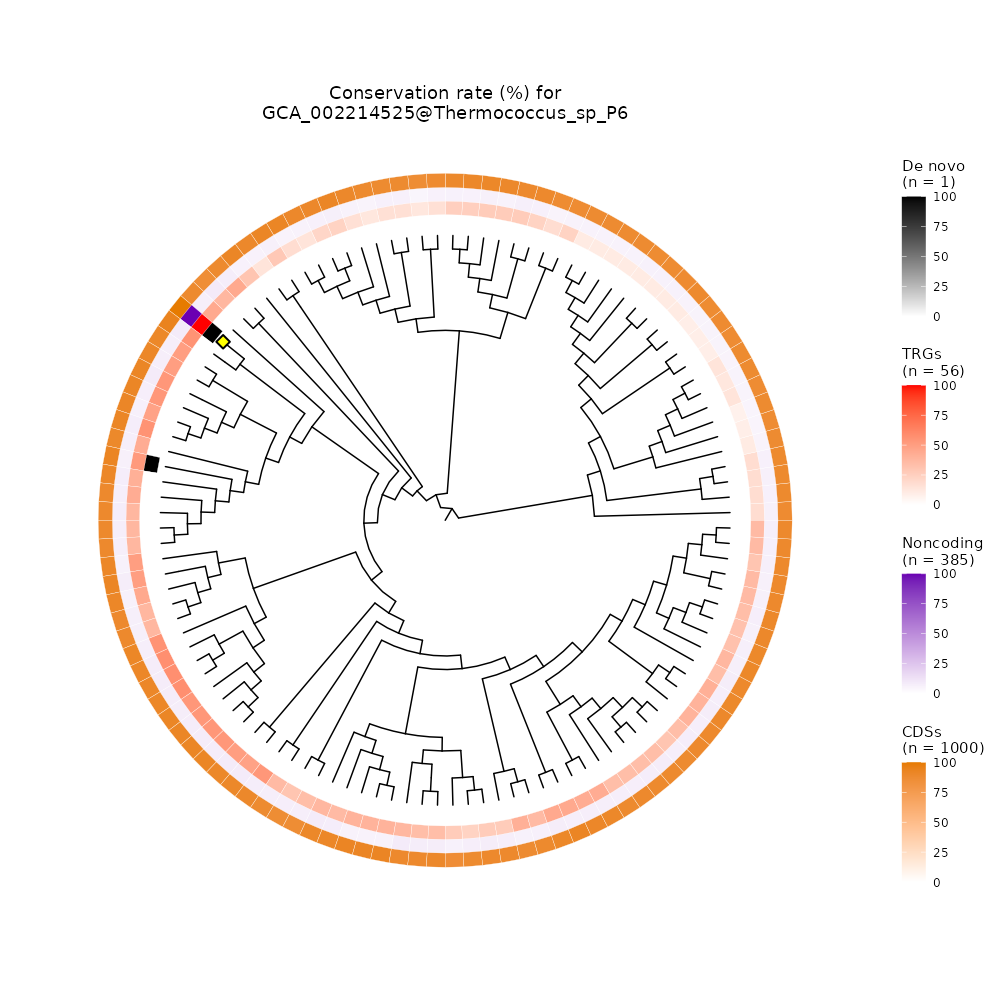 Conservation rate (%) for
GCA_002214525@Thermococcus_sp_P6
De novo
(n = 1)
100
75
50
25
0
TRGs
(n = 56)
100
75
50
25
0
Noncoding
(n = 385)
100
75
50
25
0
CDSs
(n = 1000)
100
75
50
25
0